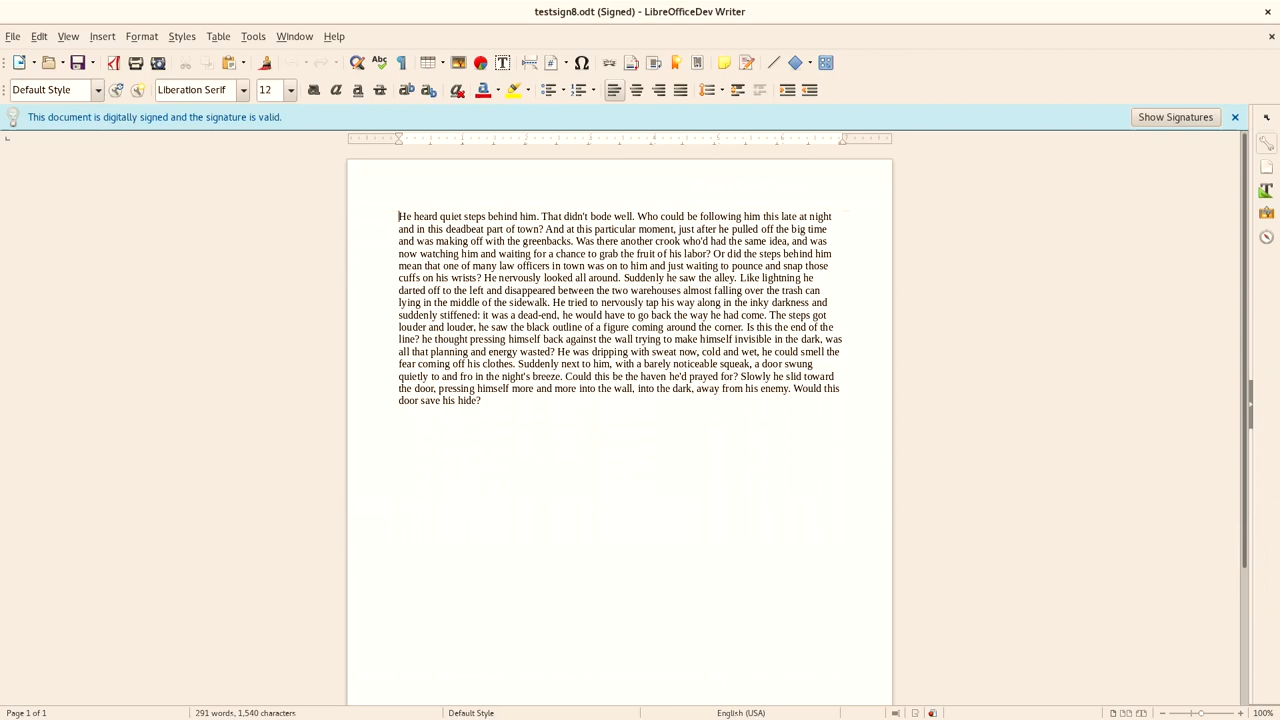 testsign8.odt (Signed) - LibreOfficeDev Writer
File Edit View Insert Format Styles Table Tools Window Help
Default Style Liberation Serif 12
This document is digitally signed and the signature is valid. Show Signatures
He heard quiet steps behind him. That didn't bode well. Who could be following him this late at night
and in this deadbeat part of town? And at this particular moment, just after he pulled off the big time
and was making off with the greenbacks. Was there another crook who'd had the same idea, and was
now watching him and waiting for a chance to grab the fruit of his labor? Or did the steps behind him
mean that one of many law officers in town was on to him and just waiting to pounce and snap those
cuffs on his wrists? He nervously looked all around. Suddenly he saw the alley. Like lightning he
darted off to the left and disappeared between the two warehouses almost falling over the trash can
lying in the middle of the sidewalk. He tried to nervously tap his way along in the inky darkness and
suddenly stiffened: it was a dead-end, he would have to go back the way he had come. The steps got
louder and louder, he saw the black outline of a figure coming around the corner. Is this the end of the
line? he thought pressing himself back against the wall trying to make himself invisible in the dark, was
all that planning and energy wasted? He was dripping with sweat now, cold and wet, he could smell the
fear coming off his clothes. Suddenly next to him, with a barely noticeable squeak, a door swung
quietly to and fro in the night's breeze. Could this be the haven he'd prayed for? Slowly he slid toward
the door, pressing himself more and more into the wall, into the dark, away from his enemy. Would this
door save his hide?
Page 1 of 1 291 words, 1,540 characters Default Style English (USA) 100%